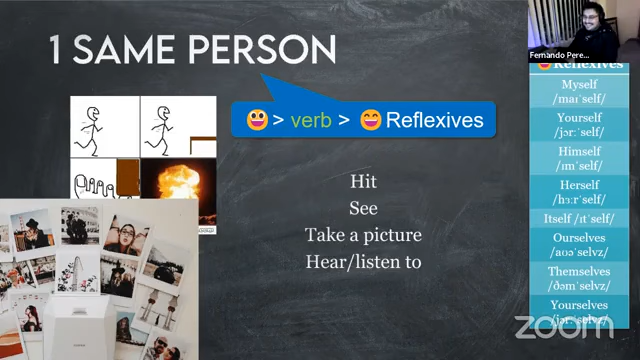 1 SAME PERSON
> verb > Reflexives
Hit
See
Take a picture
Hear/listen to
Fernando Pere...
Reflexives
Myself
/maɪˈself/
Yourself
/jɔːrˈself/
Himself
/ɪmˈself/
Herself
/hɜːrˈself/
Itself /ɪtˈself/
Ourselves
/aʊəˈselvz/
Themselves
/ðəmˈselvz/
Yourselves
/jərːˈselvz/
zoom